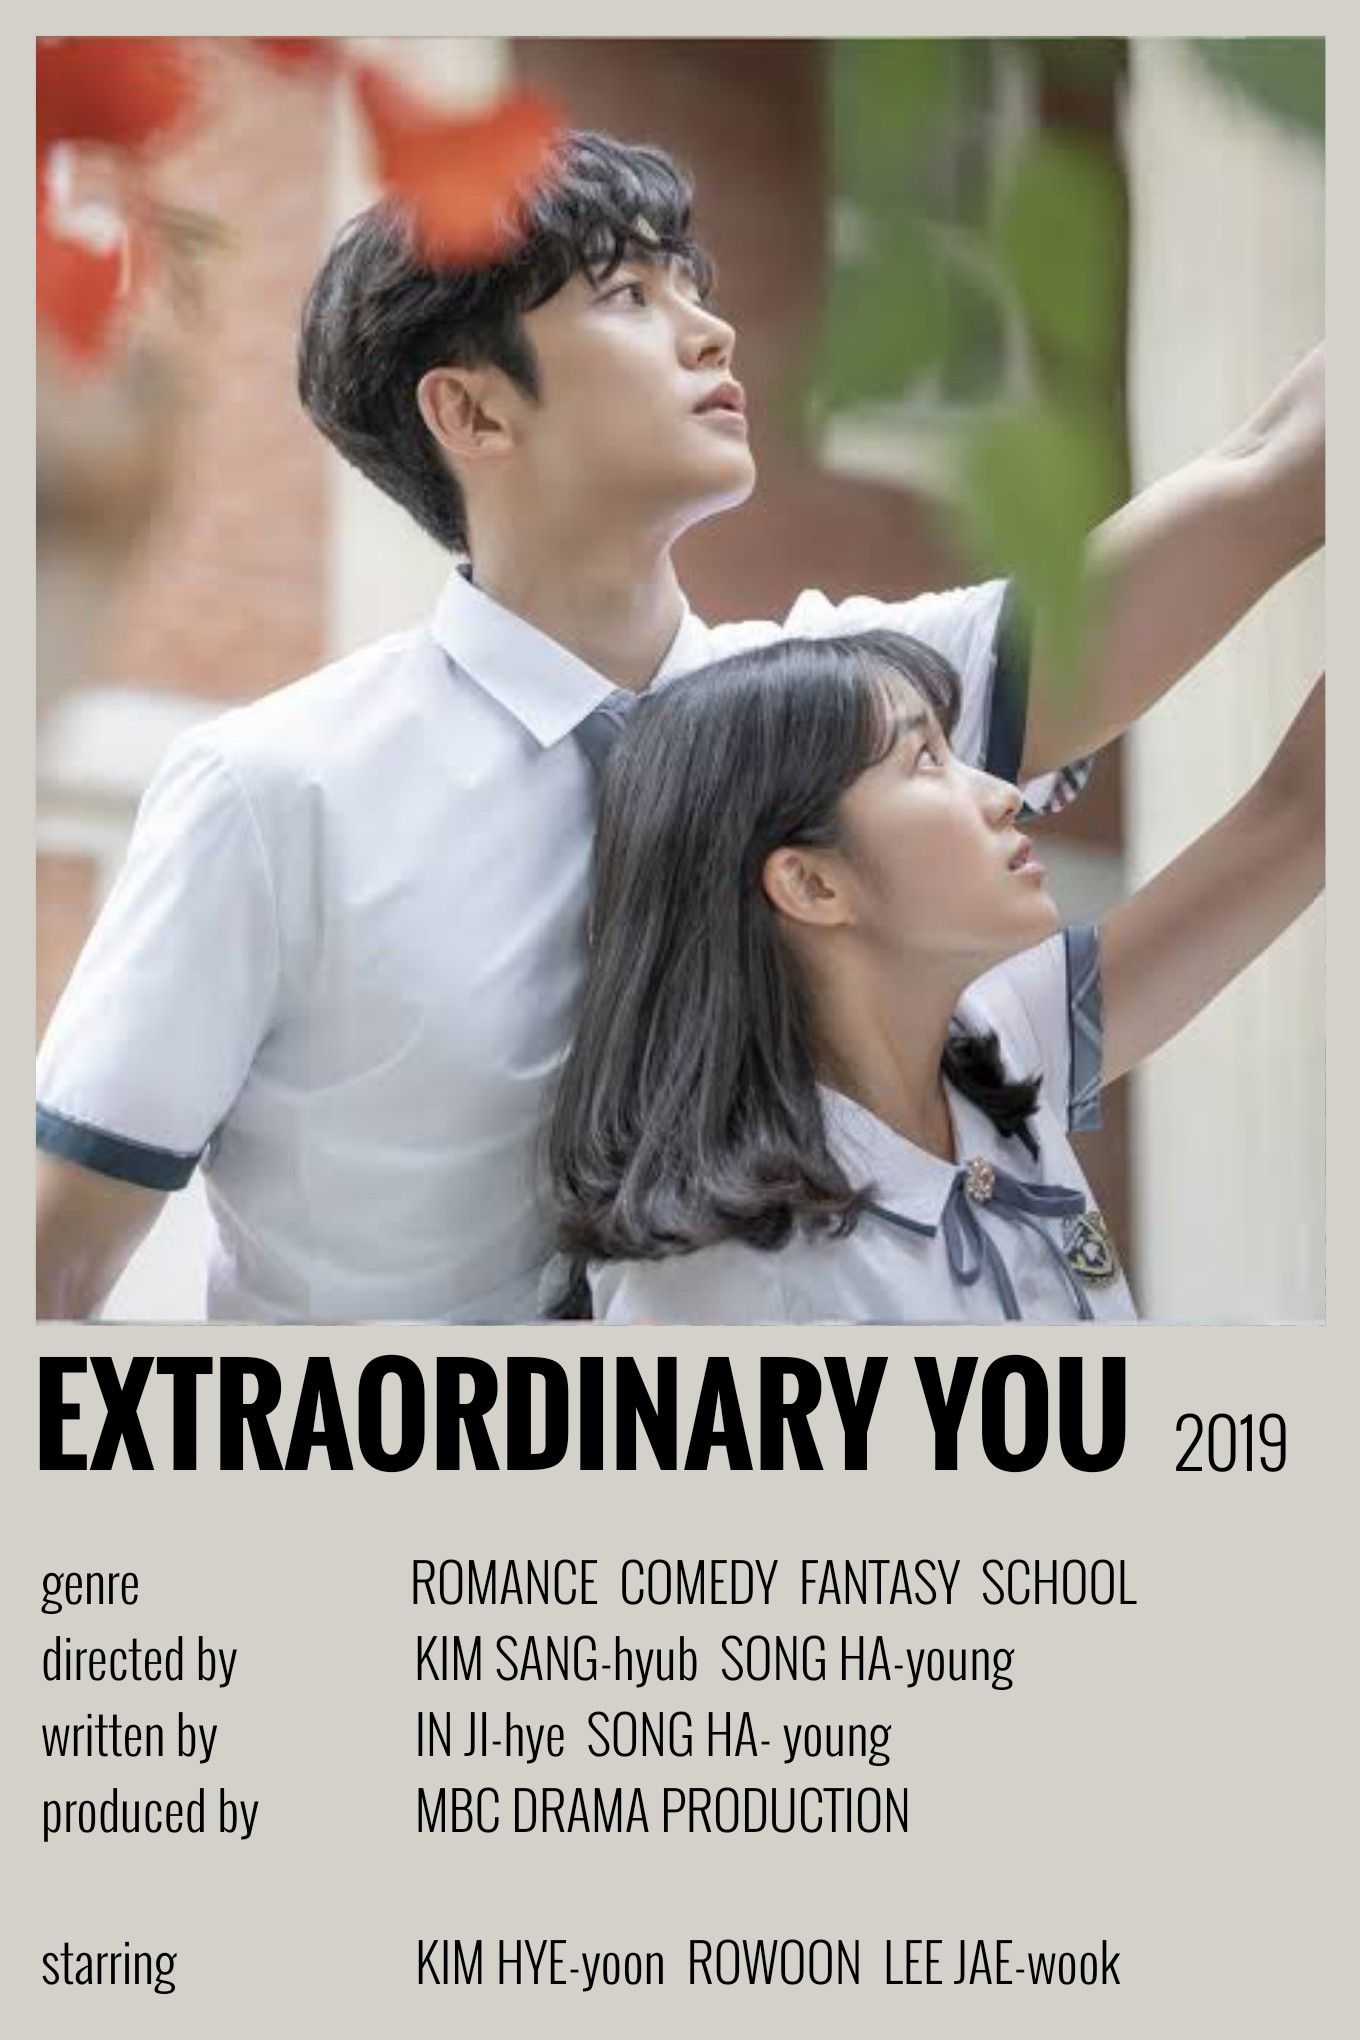 EXTRAORDINARY YOU 2019
genre ROMANCE COMEDY FANTASY SCHOOL
directed by KIM SANG-hyub SONG HA-young
written by IN JI-hye SONG HA- young
produced by MBC DRAMA PRODUCTION
starring KIM HYE-yoon ROWOON LEE JAE-wook